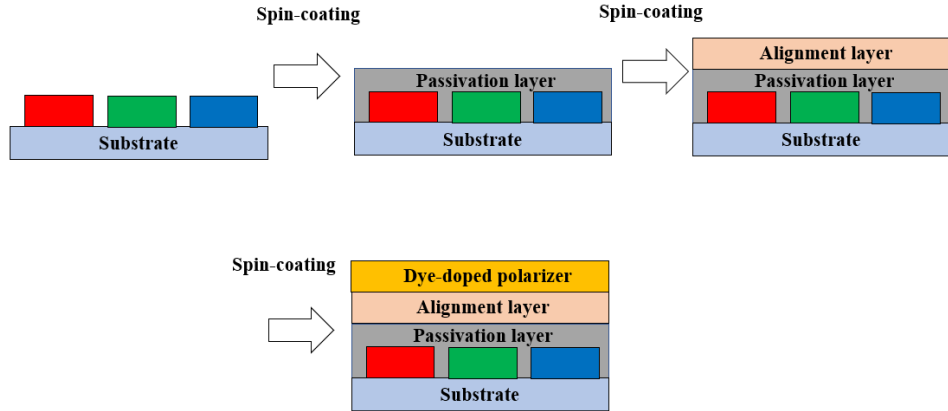 Spin-coating
Spin-coating
Alignment layer
Passivation layer
Passivation layer
Substrate
Substrate
Substrate
Spin-coating
Dye-doped polarizer
Alignment layer
Passivation layer
Substrate